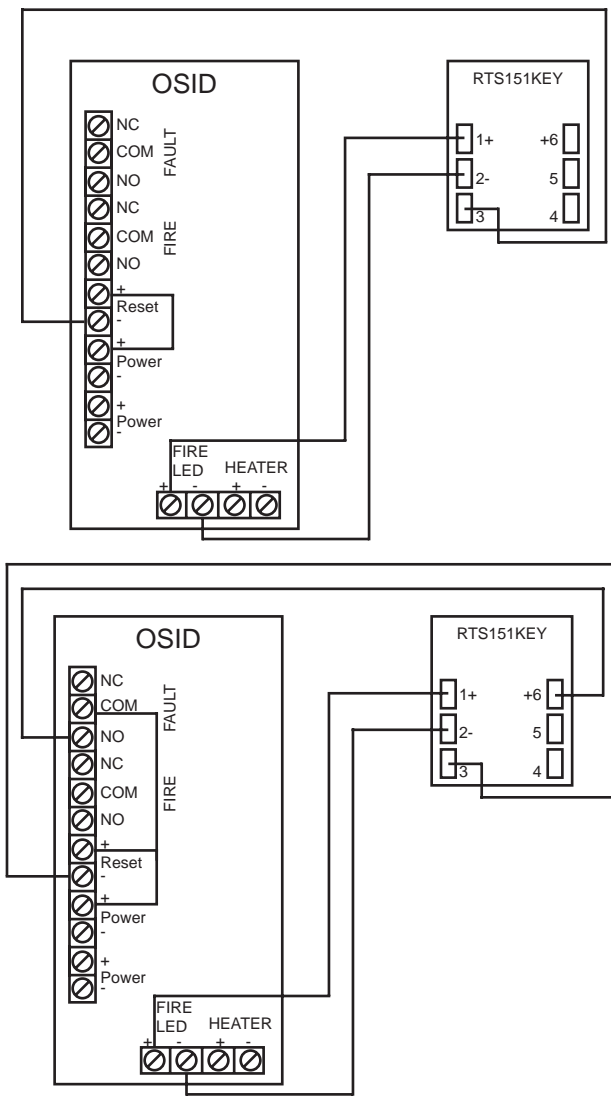 OSID
NC
COM
NO
FAULT
NC
COM
NO
FIRE
+
Reset
-
+
Power
-
+
Power
-
FIRE
LED HEATER
+ - + -
RTS151KEY
1+ +6
2- 5
3 4
OSID
NC
COM
NO
FAULT
NC
COM
NO
FIRE
+
Reset
-
+
Power
-
+
Power
-
FIRE
LED HEATER
+ - + -
RTS151KEY
1+ +6
2- 5
3 4